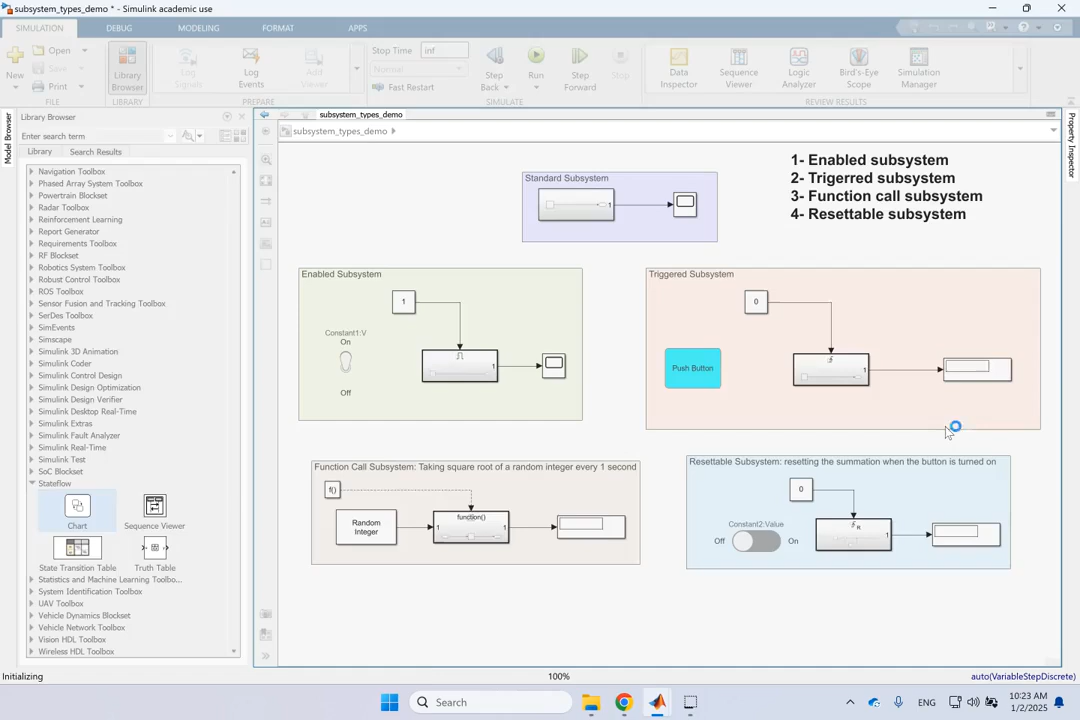 subsystem_types_demo * - Simulink academic use
SIMULATION
DEBUG
MODELING
FORMAT
APPS
New
Open
Save
Print
FILE
Library
Browser
LIBRARY
Log
Signals
Log
Events
Add
Viewer
PREPARE
Stop Time inf
Normal
Fast Restart
Step
Back
Run
Step
Forward
Stop
SIMULATE
Data
Inspector
Sequence
Viewer
Logic
Analyzer
Bird's-Eye
Scope
Simulation
Manager
REVIEW RESULTS
Model Browser
Library Browser
Enter search term
Library
Search Results
Navigation Toolbox
Phased Array System Toolbox
Powertrain Blockset
Radar Toolbox
Reinforcement Learning
Report Generator
Requirements Toolbox
RF Blockset
Robotics System Toolbox
Robust Control Toolbox
ROS Toolbox
Sensor Fusion and Tracking Toolbox
SerDes Toolbox
SimEvents
Simscape
Simulink 3D Animation
Simulink Coder
Simulink Control Design
Simulink Design Optimization
Simulink Design Verifier
Simulink Desktop Real-Time
Simulink Extras
Simulink Fault Analyzer
Simulink Real-Time
Simulink Test
SoC Blockset
Stateflow
Chart
Sequence Viewer
State Transition Table
Truth Table
Statistics and Machine Learning Toolbo...
System Identification Toolbox
UAV Toolbox
Vehicle Dynamics Blockset
Vehicle Network Toolbox
Vision HDL Toolbox
Wireless HDL Toolbox
subsystem_types_demo
subsystem_types_demo
Property Inspector
Standard Subsystem
1
1- Enabled subsystem
2- Trigerred subsystem
3- Function call subsystem
4- Resettable subsystem
Enabled Subsystem
1
Constant1:V
On
Off
1
Triggered Subsystem
0
Push Button
1
Function Call Subsystem: Taking square root of a random integer every 1 second
f()
Random
Integer
function()
1
1
Resettable Subsystem: resetting the summation when the button is turned on
0
Constant2:Value
Off
On
R
1
Initializing
100%
auto(VariableStepDiscrete)
Search
ENG
10:23 AM
1/2/2025